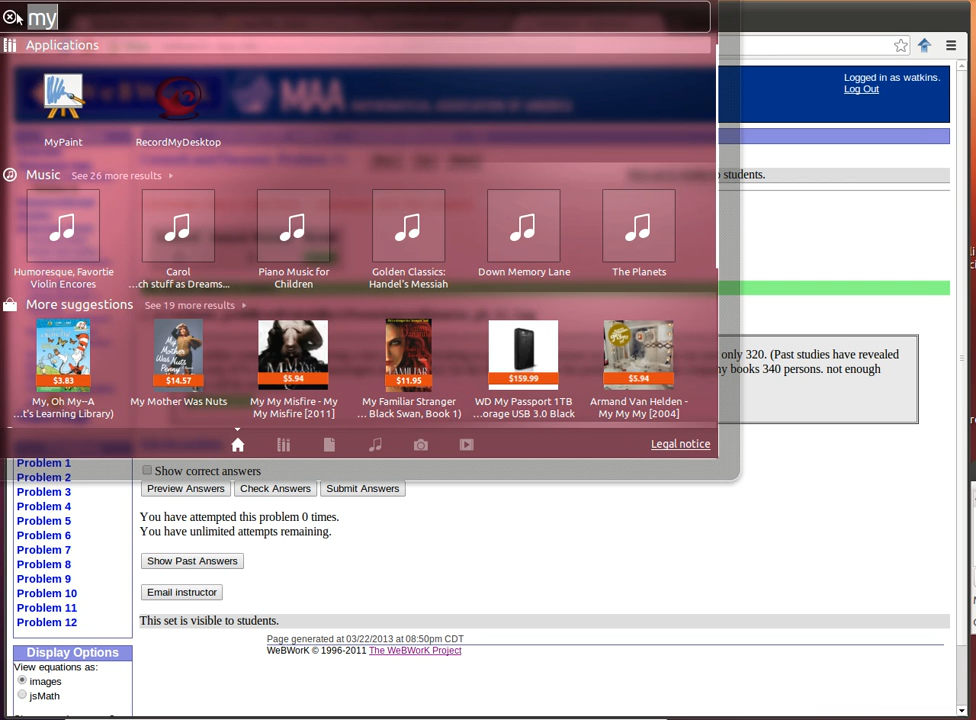 my
Applications
MyPaint
RecordMyDesktop
Music See 26 more results
Humoresque, Favortie
Violin Encores
Carol
...ch stuff as Dreams...
Piano Music for
Children
Golden Classics:
Handel's Messiah
Down Memory Lane
The Planets
More suggestions See 19 more results
$3.83
$14.57
$5.94
$11.95
$159.99
$5.94
My, Oh My--A
...t's Learning Library)
My Mother Was Nuts
My My Misfire - My
My Misfire [2011]
My Familiar Stranger
... Black Swan, Book 1)
WD My Passport 1TB
...orage USB 3.0 Black
Armand Van Helden -
My My My [2004]
Legal notice
Logged in as watkins.
Log Out
MAA MATHEMATICAL ASSOCIATION OF AMERICA
students.
only 320. (Past studies have revealed
my books 340 persons. not enough
Show correct answers
Preview Answers Check Answers Submit Answers
You have attempted this problem 0 times.
You have unlimited attempts remaining.
Show Past Answers
Email instructor
This set is visible to students.
Page generated at 03/22/2013 at 08:50pm CDT
WeBWorK © 1996-2011 The WeBWorK Project
Problem 1
Problem 2
Problem 3
Problem 4
Problem 5
Problem 6
Problem 7
Problem 8
Problem 9
Problem 10
Problem 11
Problem 12
Display Options
View equations as:
images
jsMath